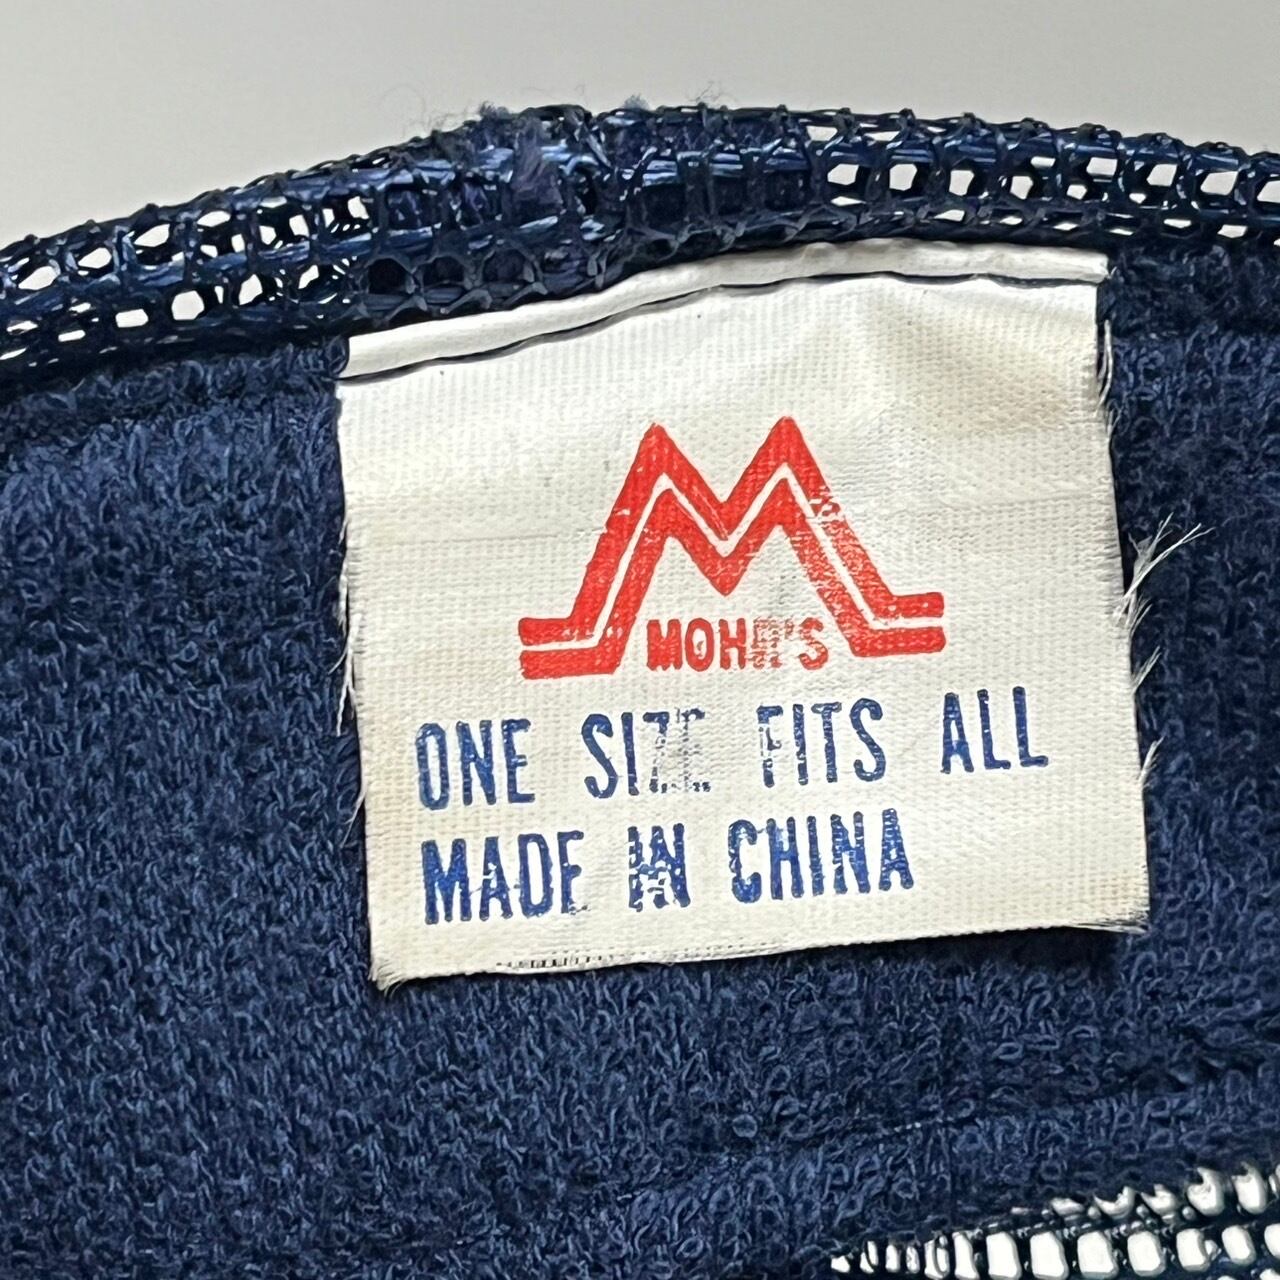 M
MOHR'S
ONE SIZE FITS ALL
MADE IN CHINA